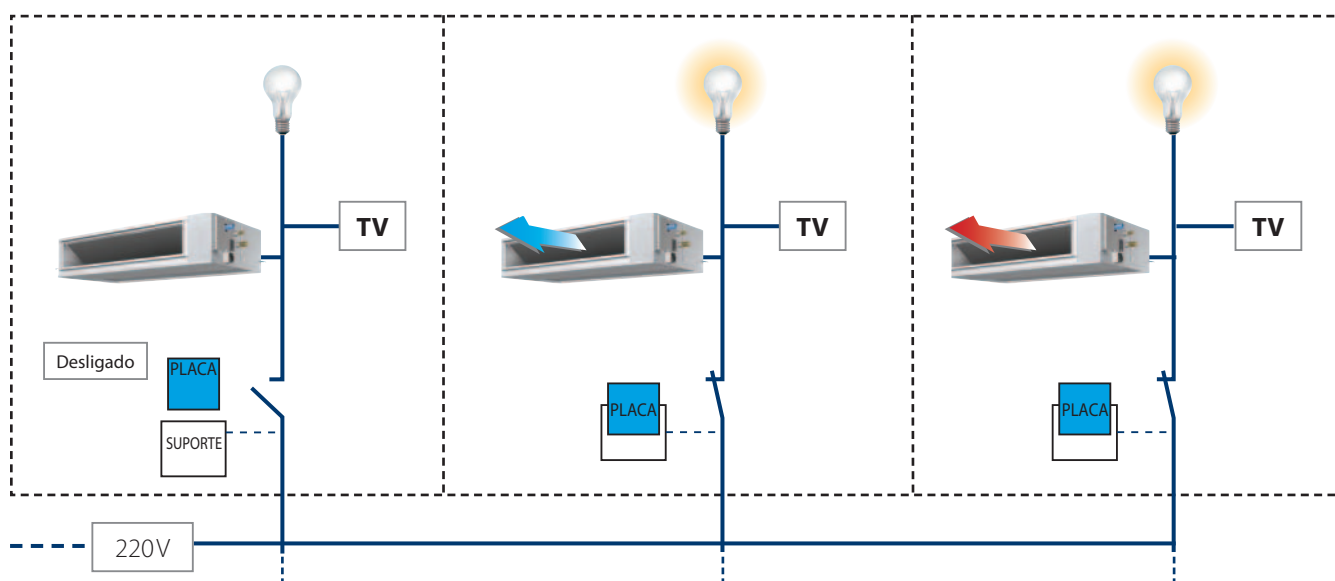 TV
TV
TV
Desligado
PLACA
SUPORTE
PLACA
PLACA
220V